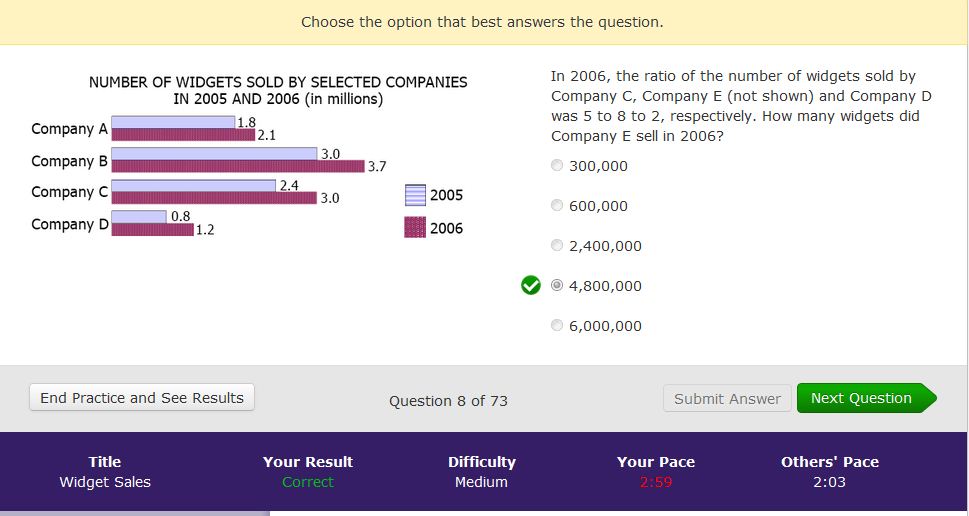 Choose the option that best answers the question.
NUMBER OF WIDGETS SOLD BY SELECTED COMPANIES
IN 2005 AND 2006 (in millions)
Company A
1.8
2.1
Company B
3.0
3.7
Company C
2.4
3.0
Company D
0.8
1.2
2005
2006
In 2006, the ratio of the number of widgets sold by
Company C, Company E (not shown) and Company D
was 5 to 8 to 2, respectively. How many widgets did
Company E sell in 2006?
300,000
600,000
2,400,000
4,800,000
6,000,000
End Practice and See Results
Question 8 of 73
Submit Answer
Next Question
Title
Your Result
Difficulty
Your Pace
Others' Pace
Widget Sales
Correct
Medium
2:59
2:03